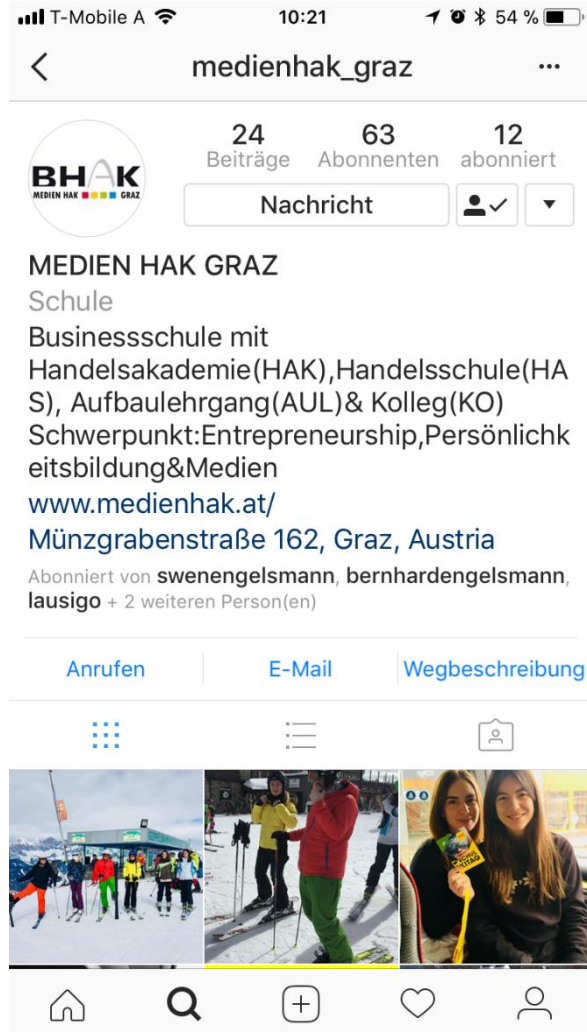 T-Mobile A 10:21 54 %
medienhak_graz
24 63 12
Beiträge Abonnenten abonniert
BHAK
MEDIEN HAK GRAZ
Nachricht
MEDIEN HAK GRAZ
Schule
Businessschule mit
Handelsakademie(HAK),Handelsschule(HA
S), Aufbaulehrgang(AUL)& Kolleg(KO)
Schwerpunkt:Entrepreneurship,Persönlichk
eitsbildung&Medien
www.medienhak.at/
Münzgrabenstraße 162, Graz, Austria
Abonniert von swenengelsmann, bernhardengelsmann,
lausigo + 2 weiteren Person(en)
Anrufen E-Mail Wegbeschreibung